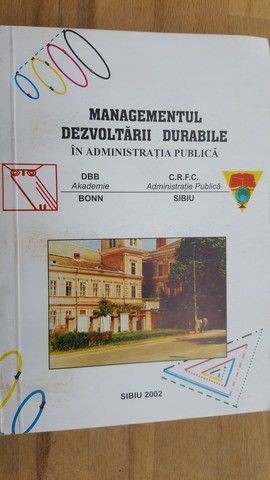 MANAGEMENTUL
DEZVOLTĂRII DURABILE
ÎN ADMINISTRAȚIA PUBLICĂ
DBB
Akademie
BONN
C.R.F.C.
Administrație Publică
SIBIU
SIBIU 2002